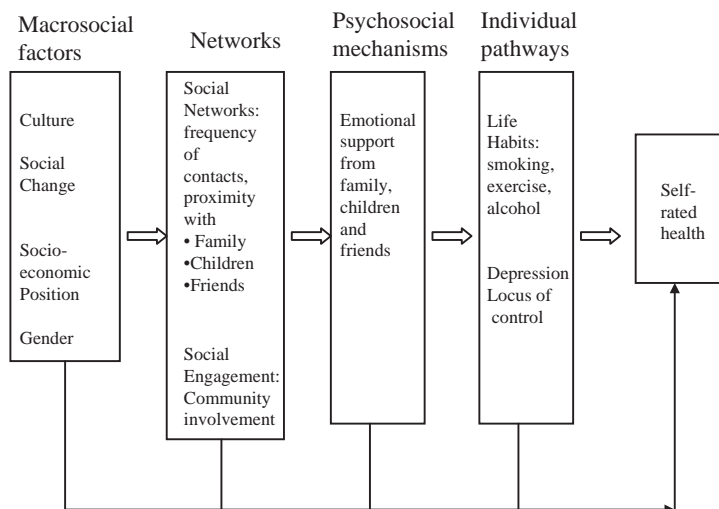 Macrosocial
factors
Culture
Social
Change
Socio-
economic
Position
Gender
Networks
Social
Networks:
frequency
of
contacts,
proximity
with
• Family
•Children
•Friends
Social
Engagement:
Community
involvement
Psychosocial
mechanisms
Emotional
support
from
family,
children
and
friends
Individual
pathways
Life
Habits:
smoking,
exercise,
alcohol
Depression
Locus of
control
Self-
rated
health